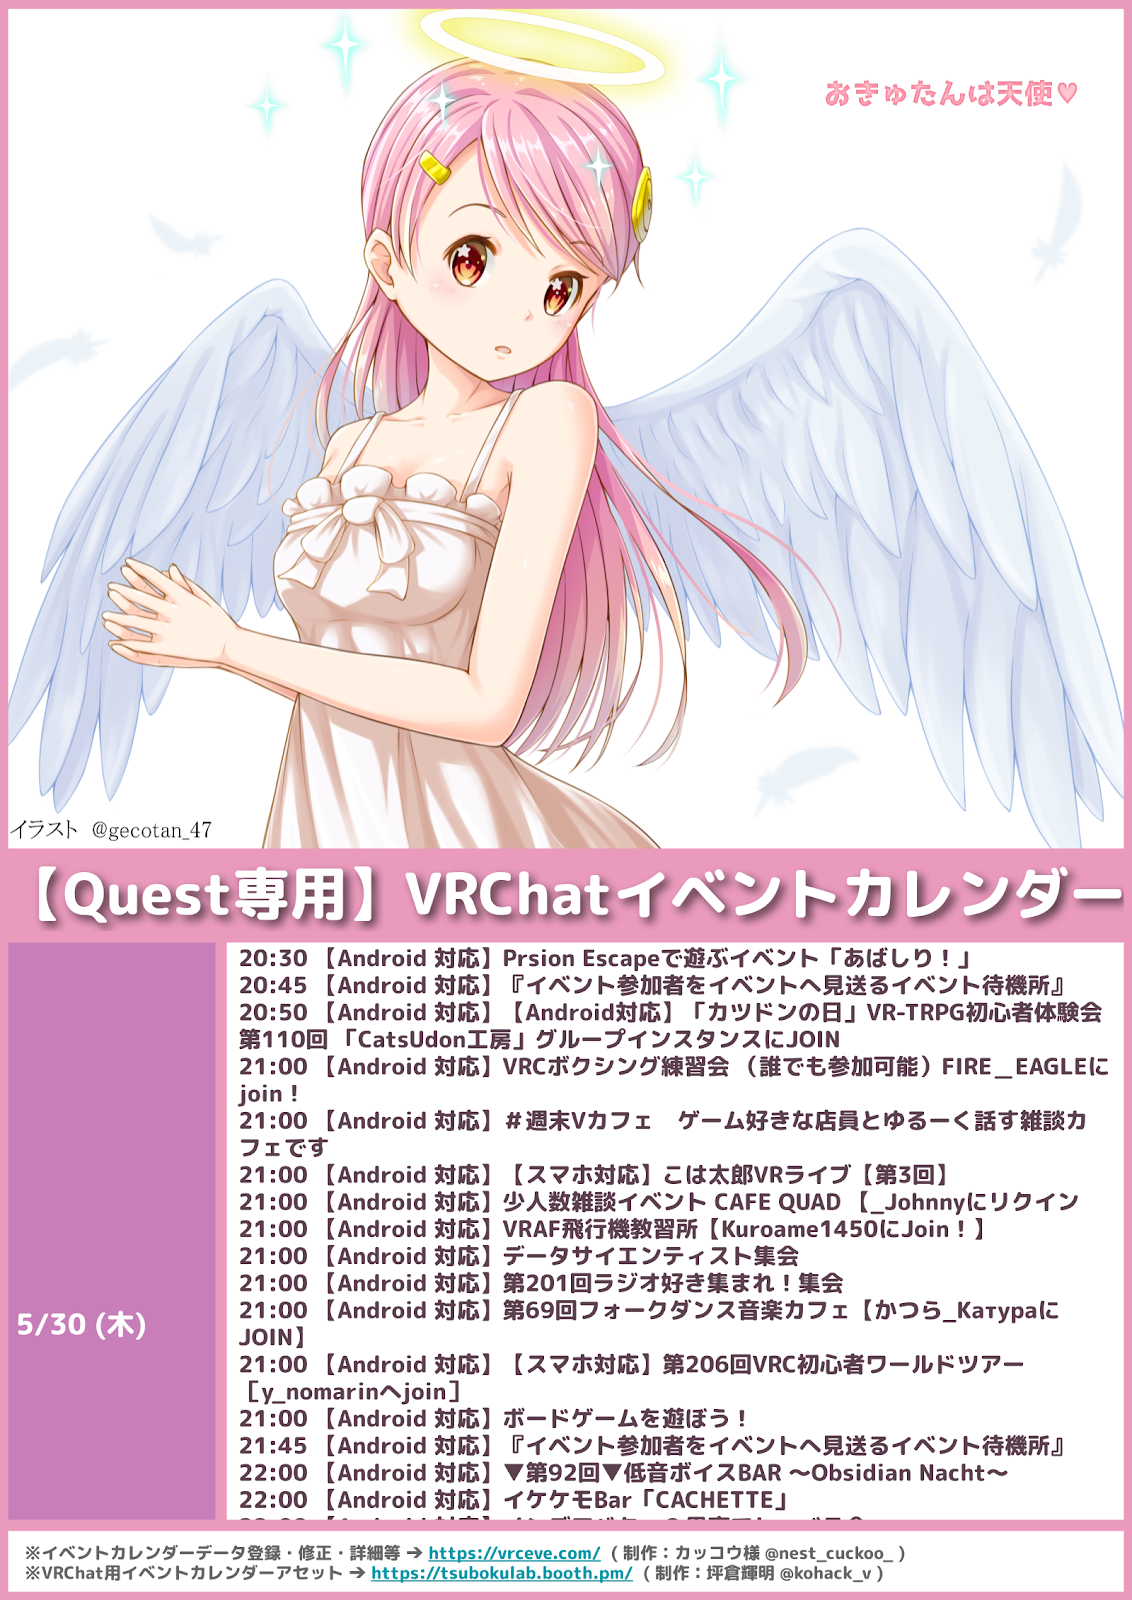 おきゅたんは天使♥
イラスト @gecotan_47
【Quest専用】VRChatイベントカレンダー
5/30 (木)
20:30 【Android 対応】Prsion Escapeで遊ぶイベント「あばしり！」
20:45 【Android 対応】『イベント参加者をイベントへ見送るイベント待機所』
20:50 【Android 対応】【Android対応】「カツドンの日」VR-TRPG初心者体験会
第110回 「CatsUdon工房」グループインスタンスにJOIN
21:00 【Android 対応】VRCボクシング練習会 （誰でも参加可能）FIRE＿EAGLEに
join！
21:00 【Android 対応】＃週末Vカフェ　ゲーム好きな店員とゆるーく話す雑談カ
フェです
21:00 【Android 対応】【スマホ対応】こは太郎VRライブ【第3回】
21:00 【Android 対応】少人数雑談イベント CAFE QUAD 【_Johnnyにリクイン
21:00 【Android 対応】VRAF飛行機教習所【Kuroame1450にJoin！】
21:00 【Android 対応】データサイエンティスト集会
21:00 【Android 対応】第201回ラジオ好き集まれ！集会
21:00 【Android 対応】第69回フォークダンス音楽カフェ【かつら_Катураに
JOIN】
21:00 【Android 対応】【スマホ対応】第206回VRC初心者ワールドツアー
［y_nomarinへjoin］
21:00 【Android 対応】ボードゲームを遊ぼう！
21:45 【Android 対応】『イベント参加者をイベントへ見送るイベント待機所』
22:00 【Android 対応】▼第92回▼低音ボイスBAR ～Obsidian Nacht～
22:00 【Android 対応】イケケモBar「CACHETTE」
※イベントカレンダーデータ登録・修正・詳細等 ➔ https://vrceve.com/ （制作：カッコウ様 @nest_cuckoo_ ）
※VRChat用イベントカレンダーアセット ➔ https://tsubokulab.booth.pm/ （制作：坪倉輝明 @kohack_v ）